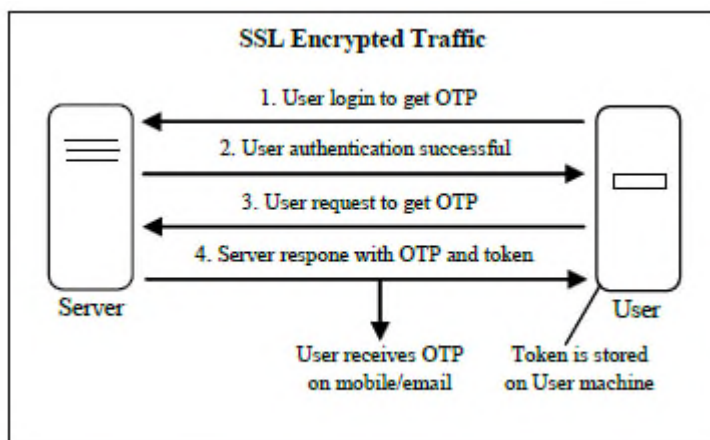 SSL Encrypted Traffic
1. User login to get OTP
2. User authentication successful
3. User request to get OTP
4. Server respone with OTP and token
Server
User
User receives OTP
on mobile/email
Token is stored
on User machine